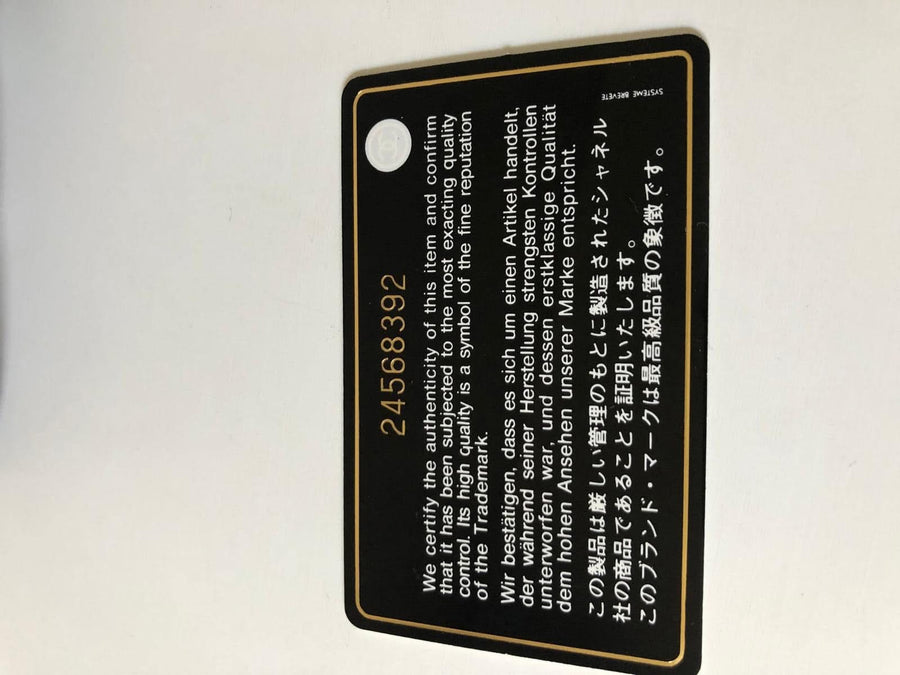 24568392
We certify the authenticity of this item and confirm
that it has been subjected to the most exacting quality
control. Its high quality is a symbol of the fine reputation
of the Trademark.
Wir bestätigen, dass es sich um einen Artikel handelt,
der während seiner Herstellung strengsten Kontrollen
unterworfen war, und dessen erstklassige Qualität
dem hohen Ansehen unserer Marke entspricht.
この製品は厳しい管理のもとに製造されたシャネル
社の商品であることを証明いたします。
このブランド・マークは最高級品質の象徴です。
SYSTEME BREVETE